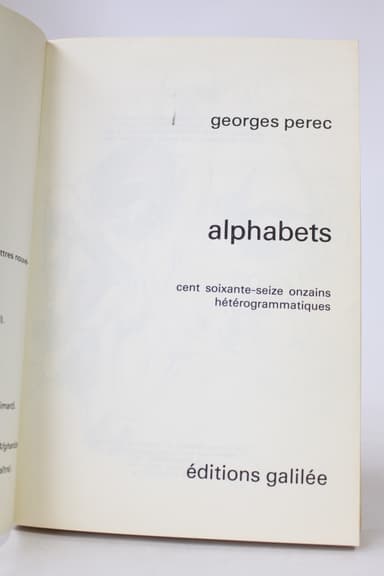 georges perec
alphabets
cent soixante-seize onzains
hétérogrammatiques
éditions galilée